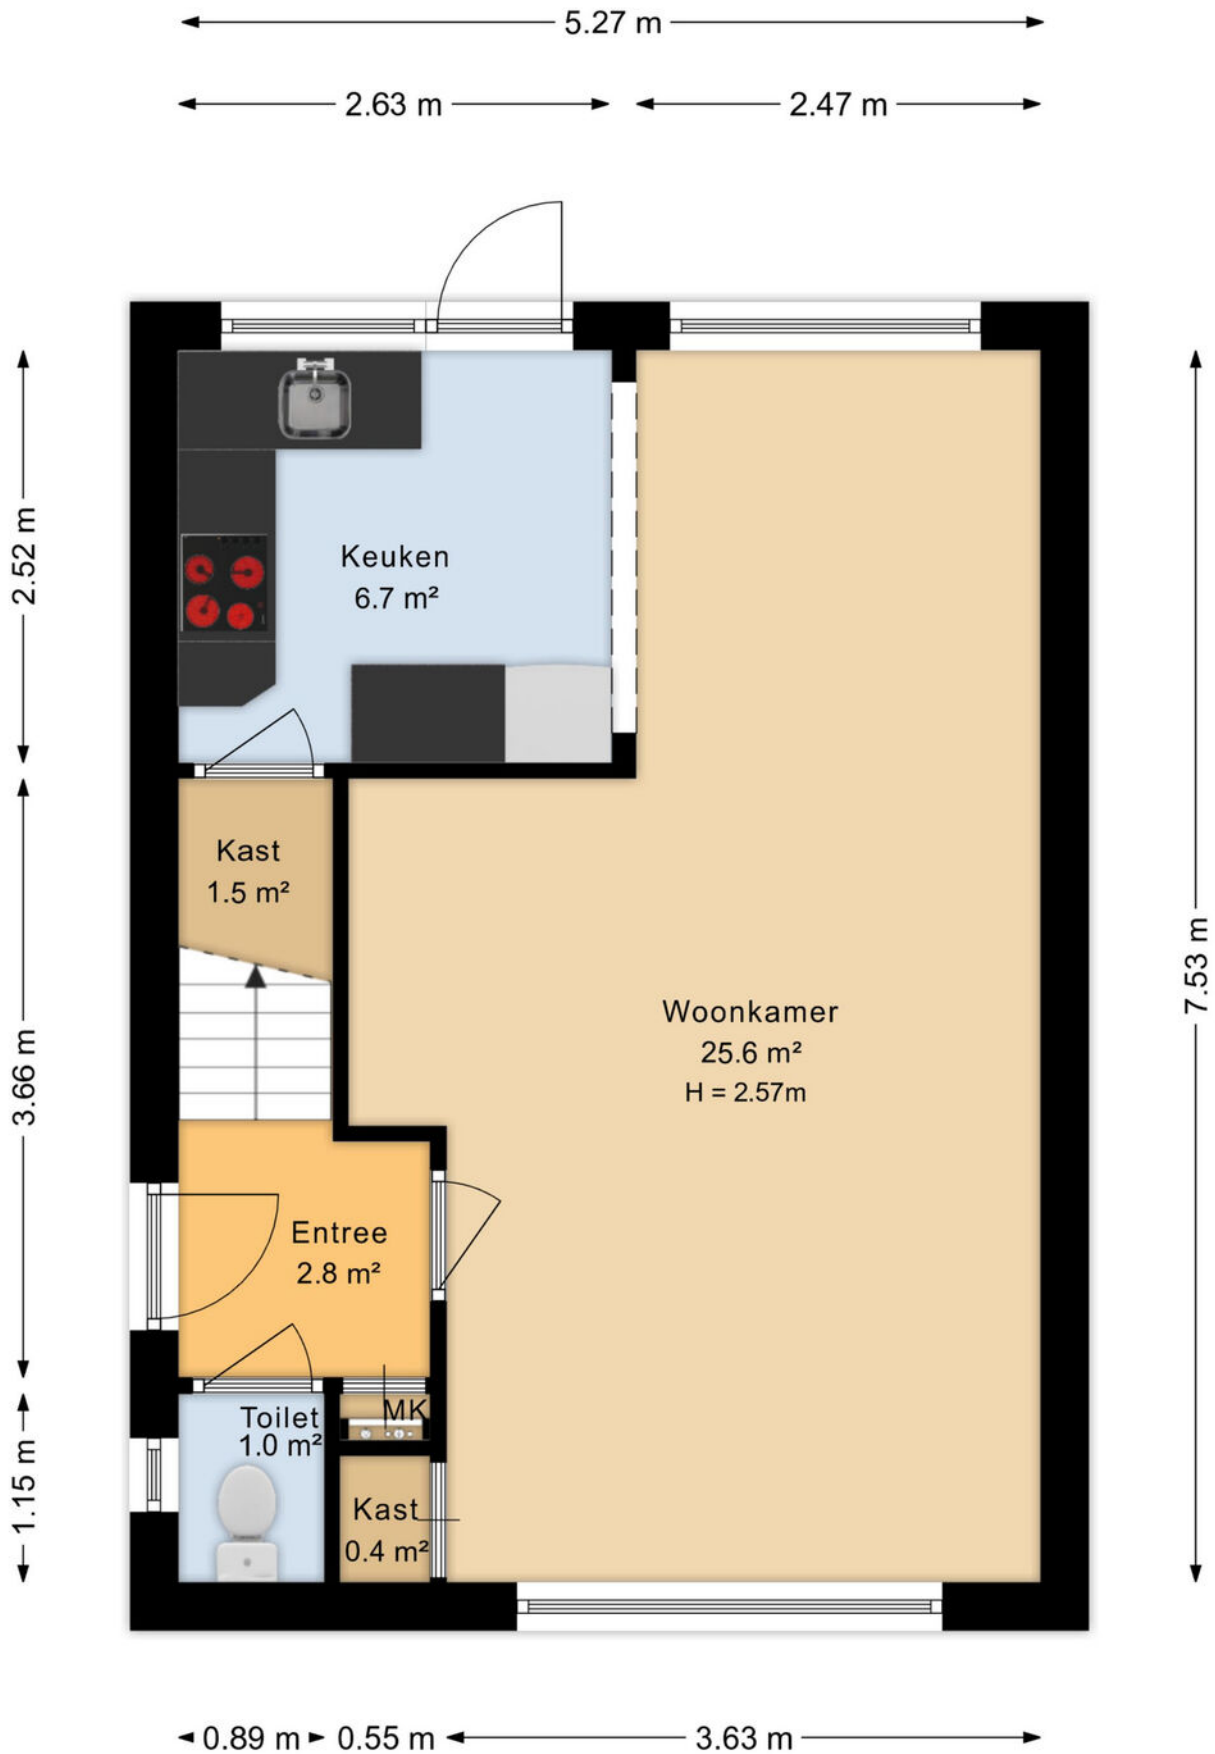 5.27 m
2.63 m
2.47 m
2.52 m
Keuken
6.7 m²
Kast
1.5 m²
3.66 m
7.53 m
Woonkamer
25.6 m²
H = 2.57m
Entree
2.8 m²
1.15 m
Toilet
1.0 m²
MK
Kast
0.4 m²
0.89 m
0.55 m
3.63 m